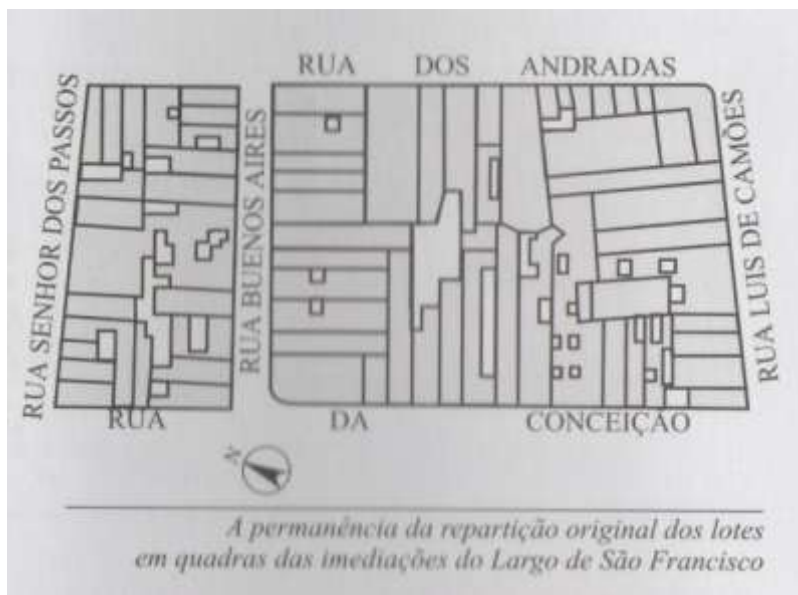 RUA DOS ANDRADAS
RUA SENHOR DOS PASSOS
RUA BUENOS AIRES
RUA LUIS DE CAMÕES
RUA DA CONCEIÇÃO
N
A permanência da repartição original dos lotes
em quadras das imediações do Largo de São Francisco